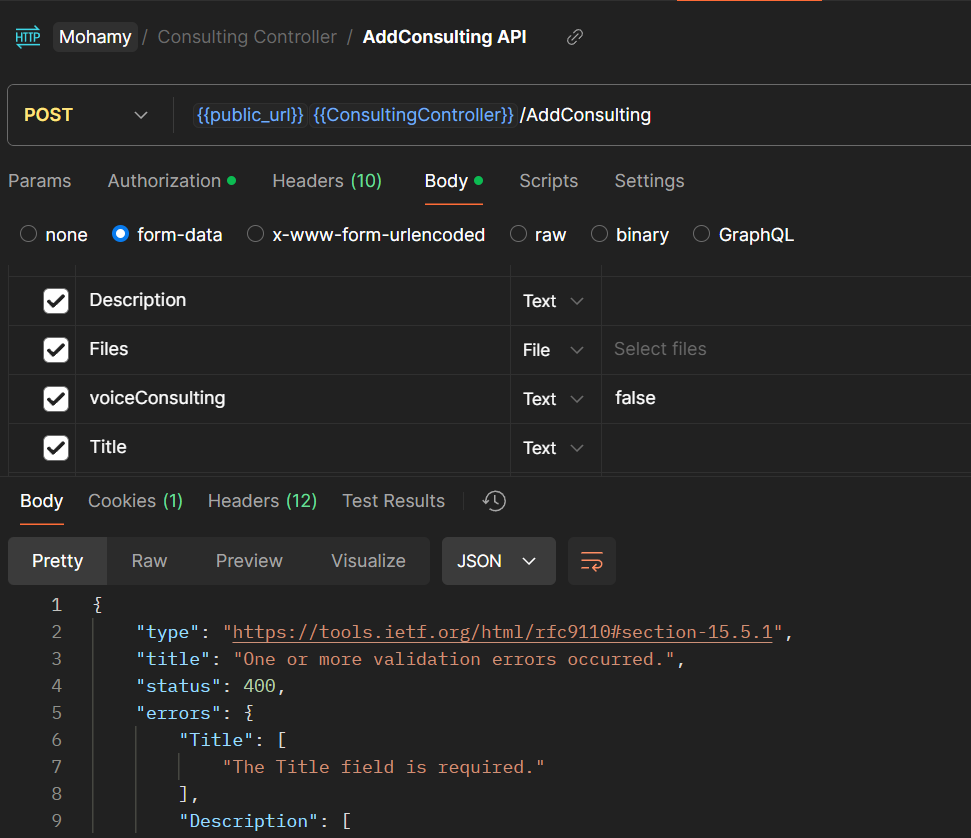 HTTP Mohamy / Consulting Controller / AddConsulting API
POST {{public_url}} {{ConsultingController}} /AddConsulting
Params Authorization Headers (10) Body Scripts Settings
none form-data x-www-form-urlencoded raw binary GraphQL
Description Text
Files File Select files
voiceConsulting Text false
Title Text
Body Cookies (1) Headers (12) Test Results
Pretty Raw Preview Visualize JSON
1 {
2 "type": "https://tools.ietf.org/html/rfc9110#section-15.5.1",
3 "title": "One or more validation errors occurred.",
4 "status": 400,
5 "errors": {
6 "Title": [
7 "The Title field is required."
8 ],
9 "Description": [